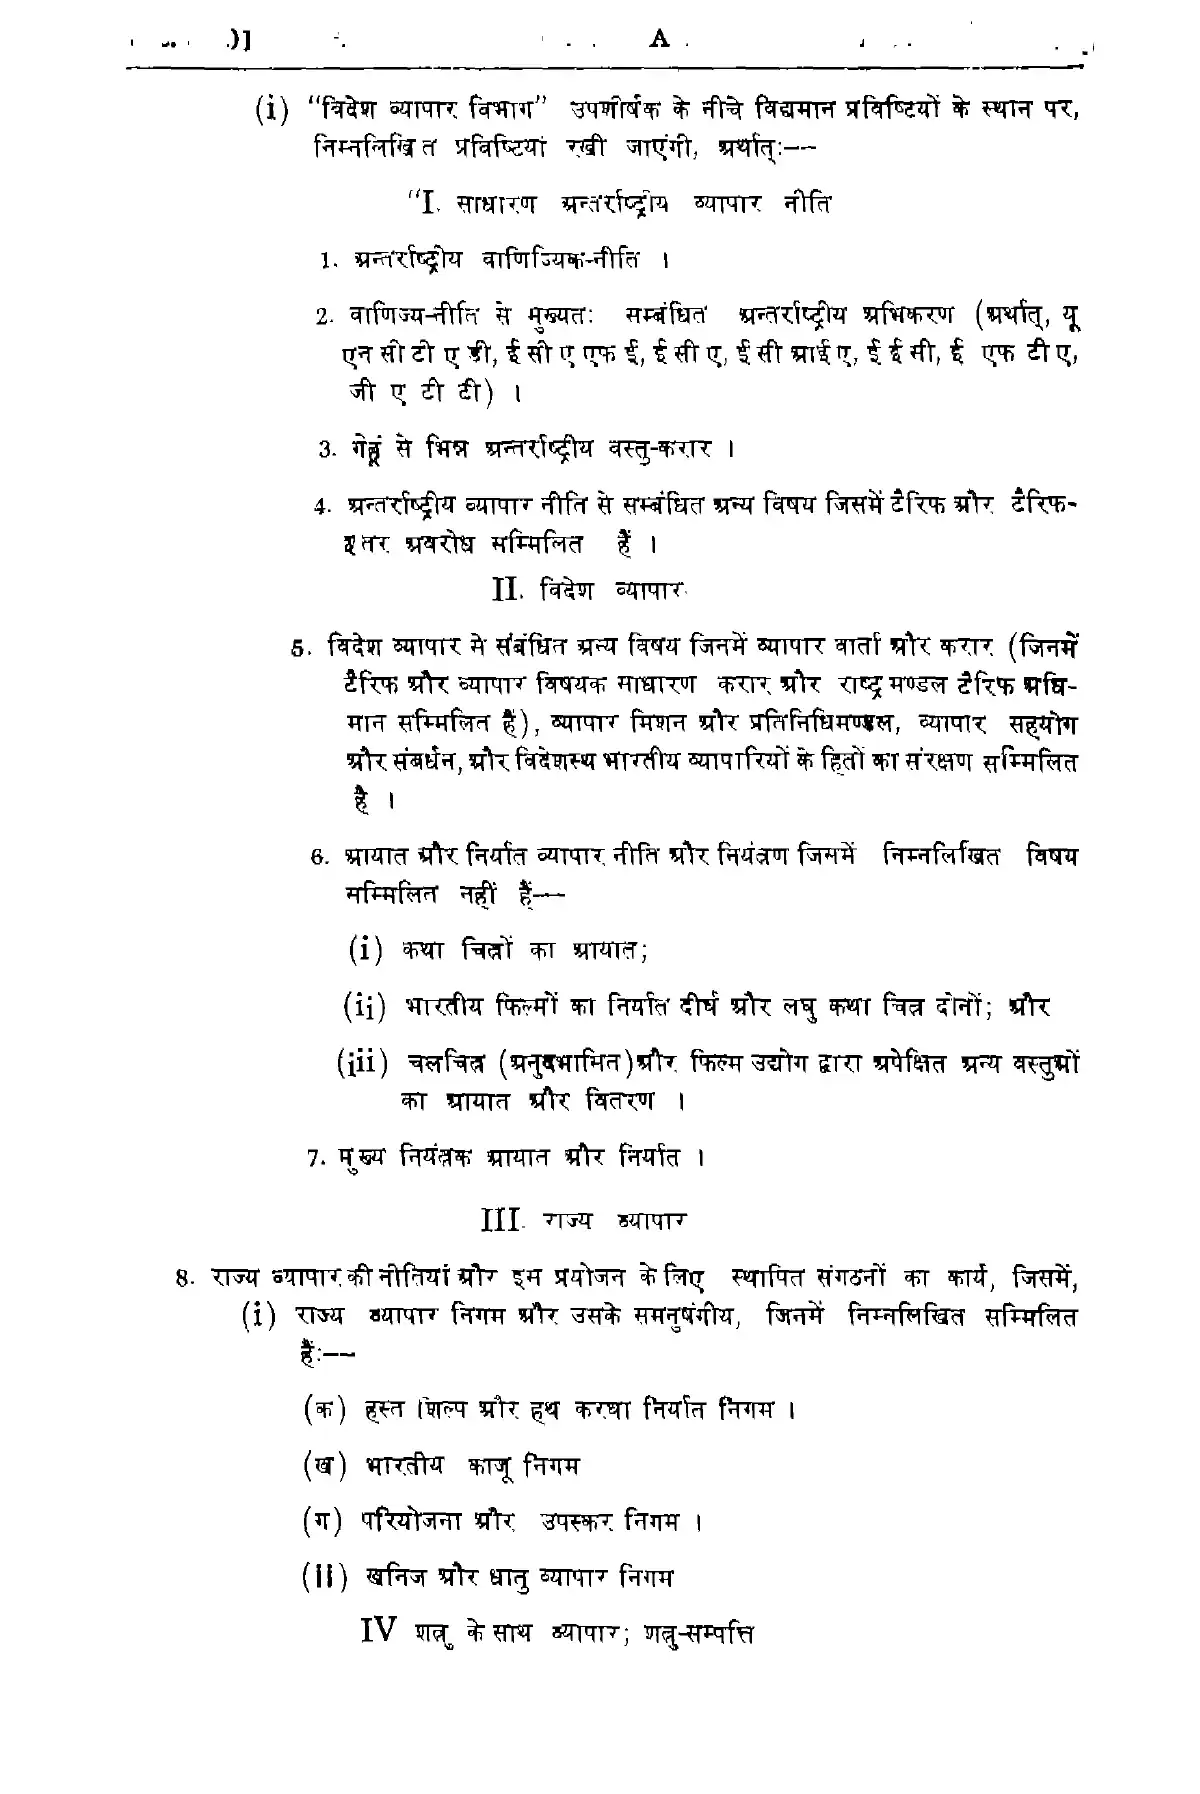 )] A
(i) “विदेश व्यापार विभाग” उपशीर्षक के नीचे विद्यमान प्रविष्टियों के स्थान पर,
निम्नलिखित प्रविष्टियां रखी जाएंगी, अर्थात्:—
“I. साधारण अन्तर्राष्ट्रीय व्यापार नीति
1. अन्तर्राष्ट्रीय वाणिज्यिक-नीति ।
2. वाणिज्य-नीति से मुख्यतः सम्बंधित अन्तर्राष्ट्रीय अभिकरण (अर्थात्, यू
एन सी टी ए डी, ई सी ए एफ ई, ई सी ए, ई सी आई ए, ई ई सी, ई एफ टी ए,
जी ए टी टी) ।
3. गेहूं से भिन्न अन्तर्राष्ट्रीय वस्तु-करार ।
4. अन्तर्राष्ट्रीय व्यापार नीति से सम्बंधित अन्य विषय जिसमें टैरिफ और टैरिफ-
इतर अवरोध सम्मिलित हैं ।
II. विदेश व्यापार
5. विदेश व्यापार से संबंधित अन्य विषय जिनमें व्यापार वार्ता और करार (जिनमें
टैरिफ और व्यापार विषयक साधारण करार और राष्ट्रमण्डल टैरिफ अधि-
मान सम्मिलित हैं), व्यापार मिशन और प्रतिनिधिमण्डल, व्यापार सहयोग
और संबर्धन, और विदेशस्थ भारतीय व्यापारियों के हितों का संरक्षण सम्मिलित
है ।
6. आयात और निर्यात व्यापार नीति और नियंत्रण जिसमें निम्नलिखित विषय
सम्मिलित नहीं हैं—
(i) कथा चित्रों का आयात;
(ii) भारतीय फिल्मों का निर्यात दीर्घ और लघु कथा चित्र दोनों; और
(iii) चलचित्र (अनुदभासित) और फिल्म उद्योग द्वारा अपेक्षित अन्य वस्तुओं
का आयात और वितरण ।
7. मुख्य नियंत्रक आयात और निर्यात ।
III. राज्य व्यापार
8. राज्य व्यापार की नीतियां और इस प्रयोजन के लिए स्थापित संगठनों का कार्य, जिसमें,
(i) राज्य व्यापार निगम और उसके समनुषंगीय, जिनमें निम्नलिखित सम्मिलित
हैं:—
(क) हस्त शिल्प और हथ करघा निर्यात निगम ।
(ख) भारतीय काजू निगम
(ग) परियोजना और उपस्कर निगम ।
(ii) खनिज और धातु व्यापार निगम
IV शत्रु के साथ व्यापार; शत्रु-सम्पत्ति